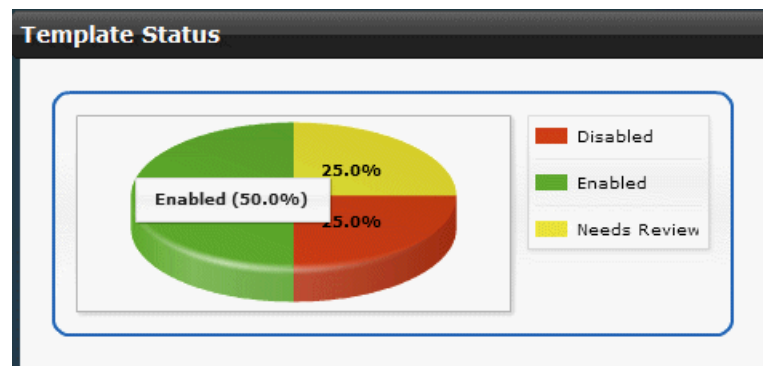 Template Status
25.0%
Enabled (50.0%)
25.0%
Disabled
Enabled
Needs Review